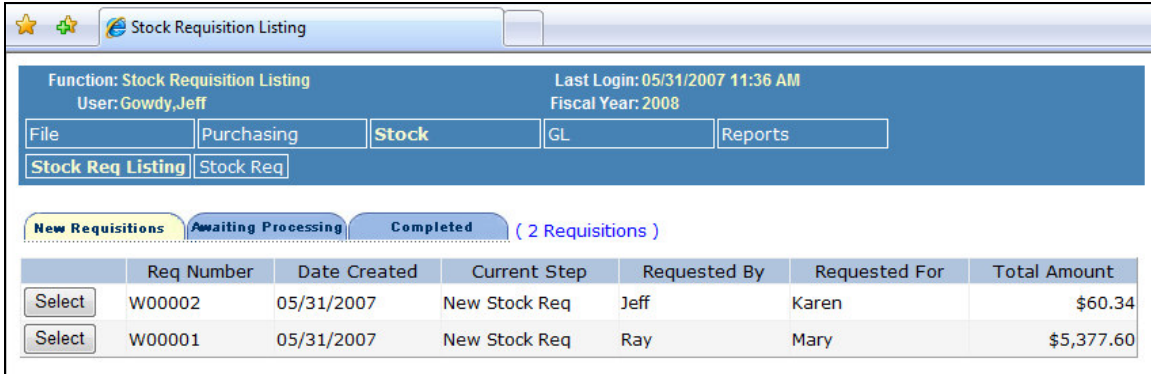 Stock Requisition Listing
Function: Stock Requisition Listing Last Login: 05/31/2007 11:36 AM
User: Gowdy,Jeff Fiscal Year: 2008
File Purchasing Stock GL Reports
Stock Req Listing Stock Req
New Requisitions Awaiting Processing Completed ( 2 Requisitions )
Req Number Date Created Current Step Requested By Requested For Total Amount
Select W00002 05/31/2007 New Stock Req Jeff Karen $60.34
Select W00001 05/31/2007 New Stock Req Ray Mary $5,377.60